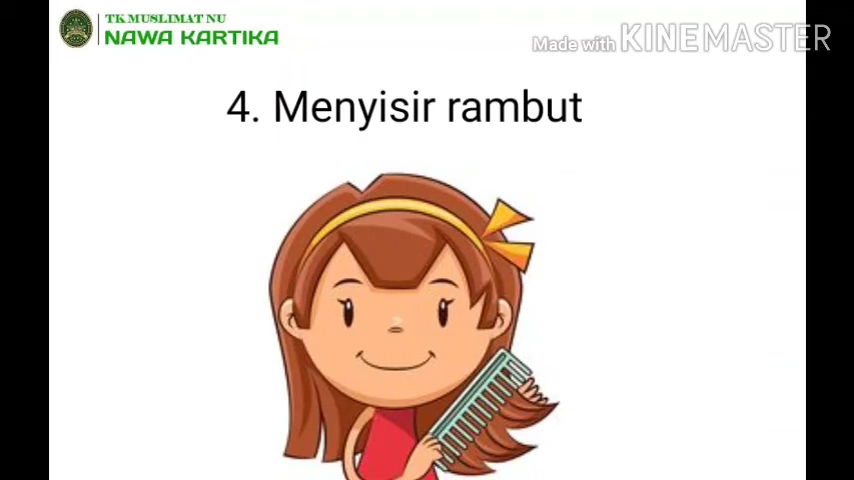 TK MUSLIMAT NU
NAWA KARTIKA
Made with KINEMASTER
4. Menyisir rambut